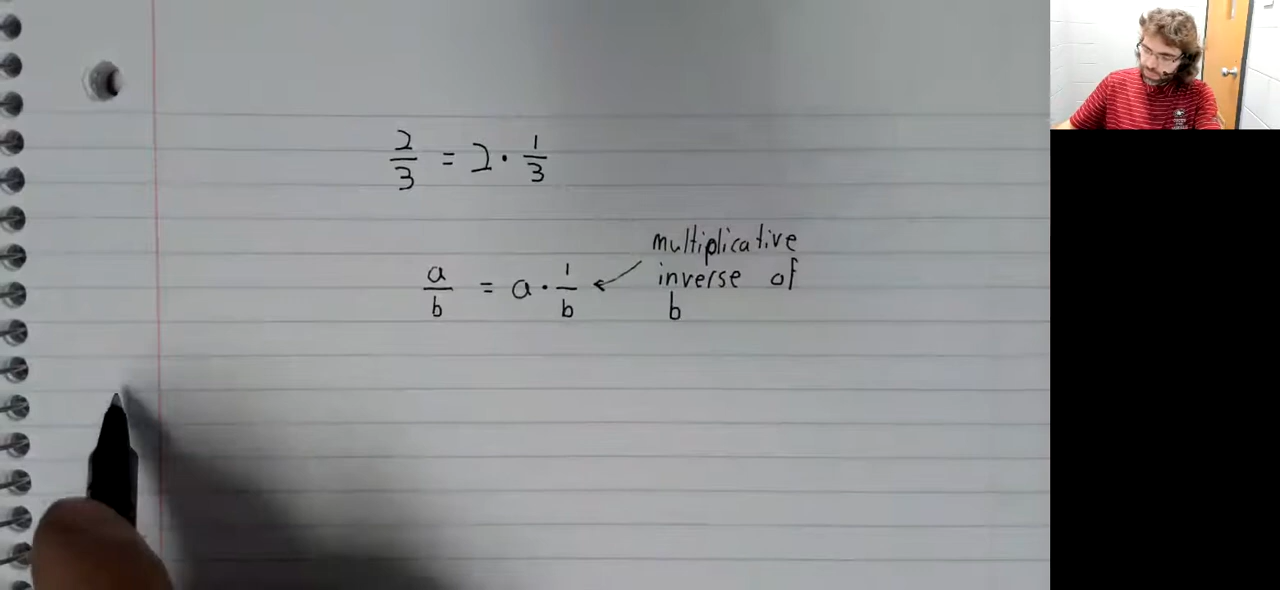 2/3 = 2 · 1/3
a/b = a · 1/b ← multiplicative
inverse of
b